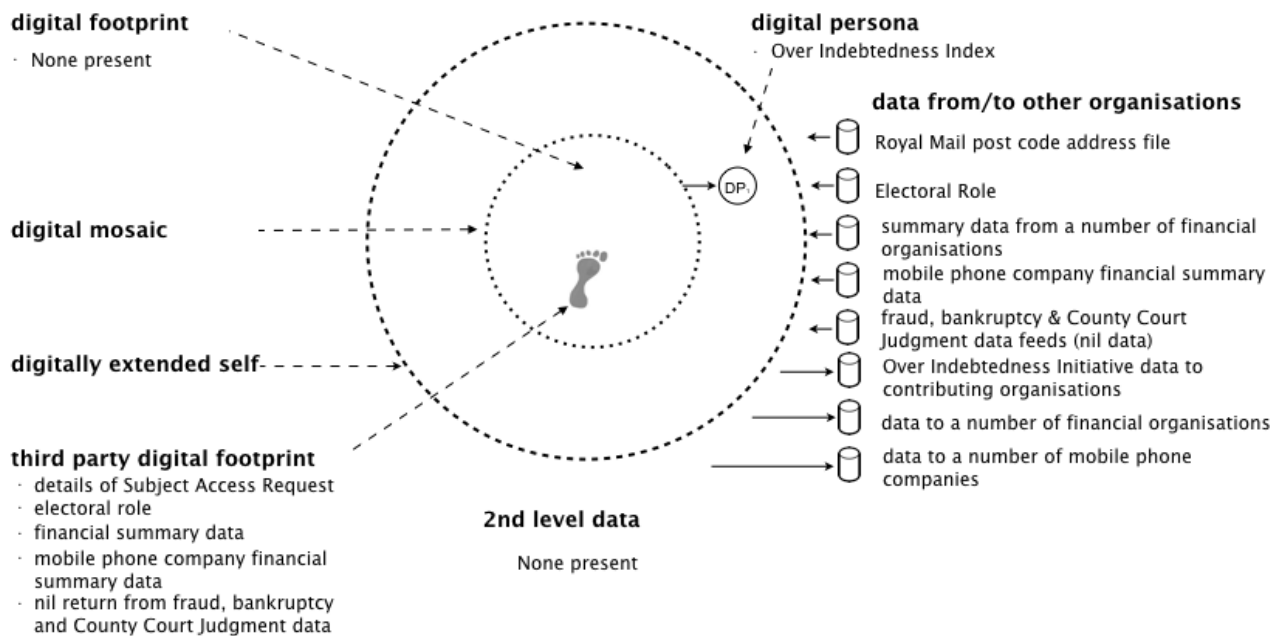 digital footprint
· None present
digital mosaic
digitally extended self
third party digital footprint
· details of Subject Access Request
· electoral role
· financial summary data
· mobile phone company financial
summary data
· nil return from fraud, bankruptcy
and County Court Judgment data
DP1
2nd level data
None present
digital persona
· Over Indebtedness Index
data from/to other organisations
Royal Mail post code address file
Electoral Role
summary data from a number of financial
organisations
mobile phone company financial summary
data
fraud, bankruptcy & County Court
Judgment data feeds (nil data)
Over Indebtedness Initiative data to
contributing organisations
data to a number of financial organisations
data to a number of mobile phone
companies